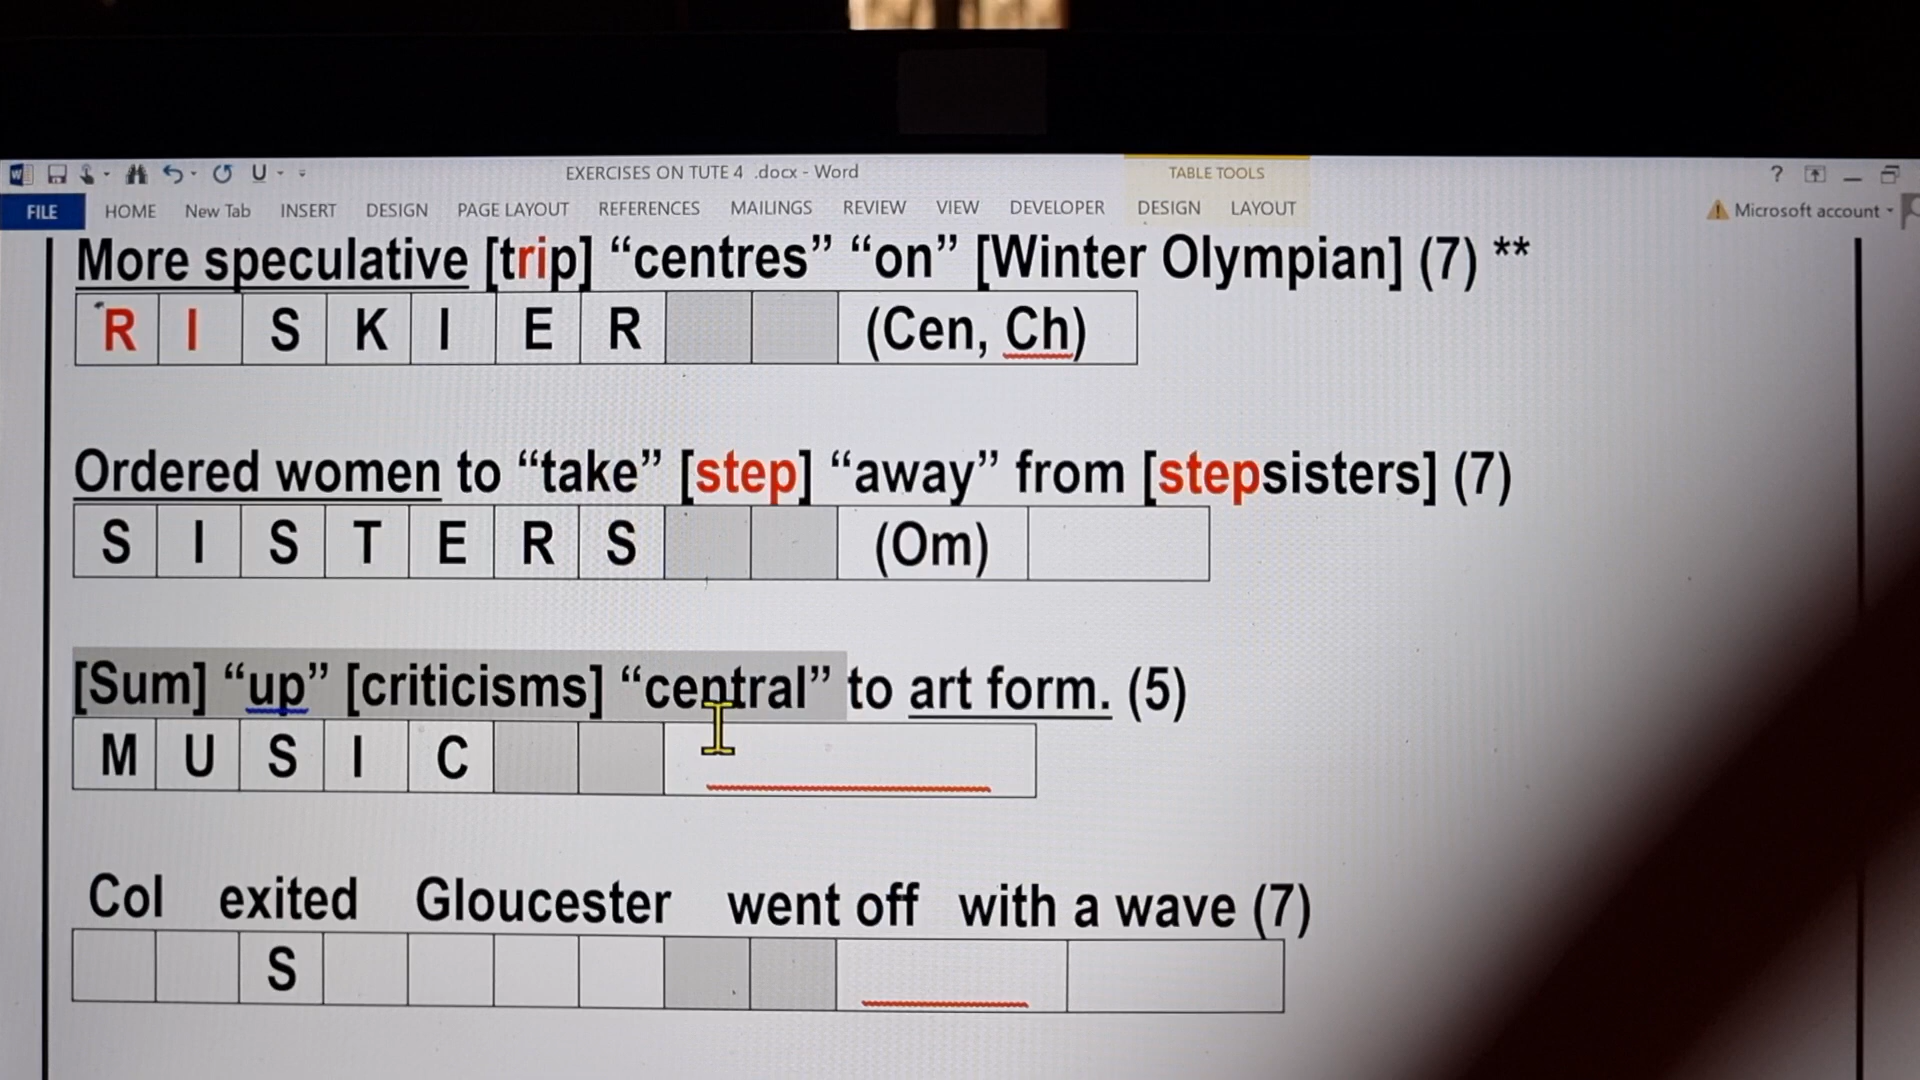 EXERCISES ON TUTE 4 .docx - Word
TABLE TOOLS
FILE HOME New Tab INSERT DESIGN PAGE LAYOUT REFERENCES MAILINGS REVIEW VIEW DEVELOPER DESIGN LAYOUT Microsoft account
More speculative [trip] “centres” “on” [Winter Olympian] (7) **
R I S K I E R (Cen, Ch)
Ordered women to “take” [step] “away” from [stepsisters] (7)
S I S T E R S (Om)
[Sum] “up” [criticisms] “central” to art form. (5)
M U S I C
Col exited Gloucester went off with a wave (7)
S